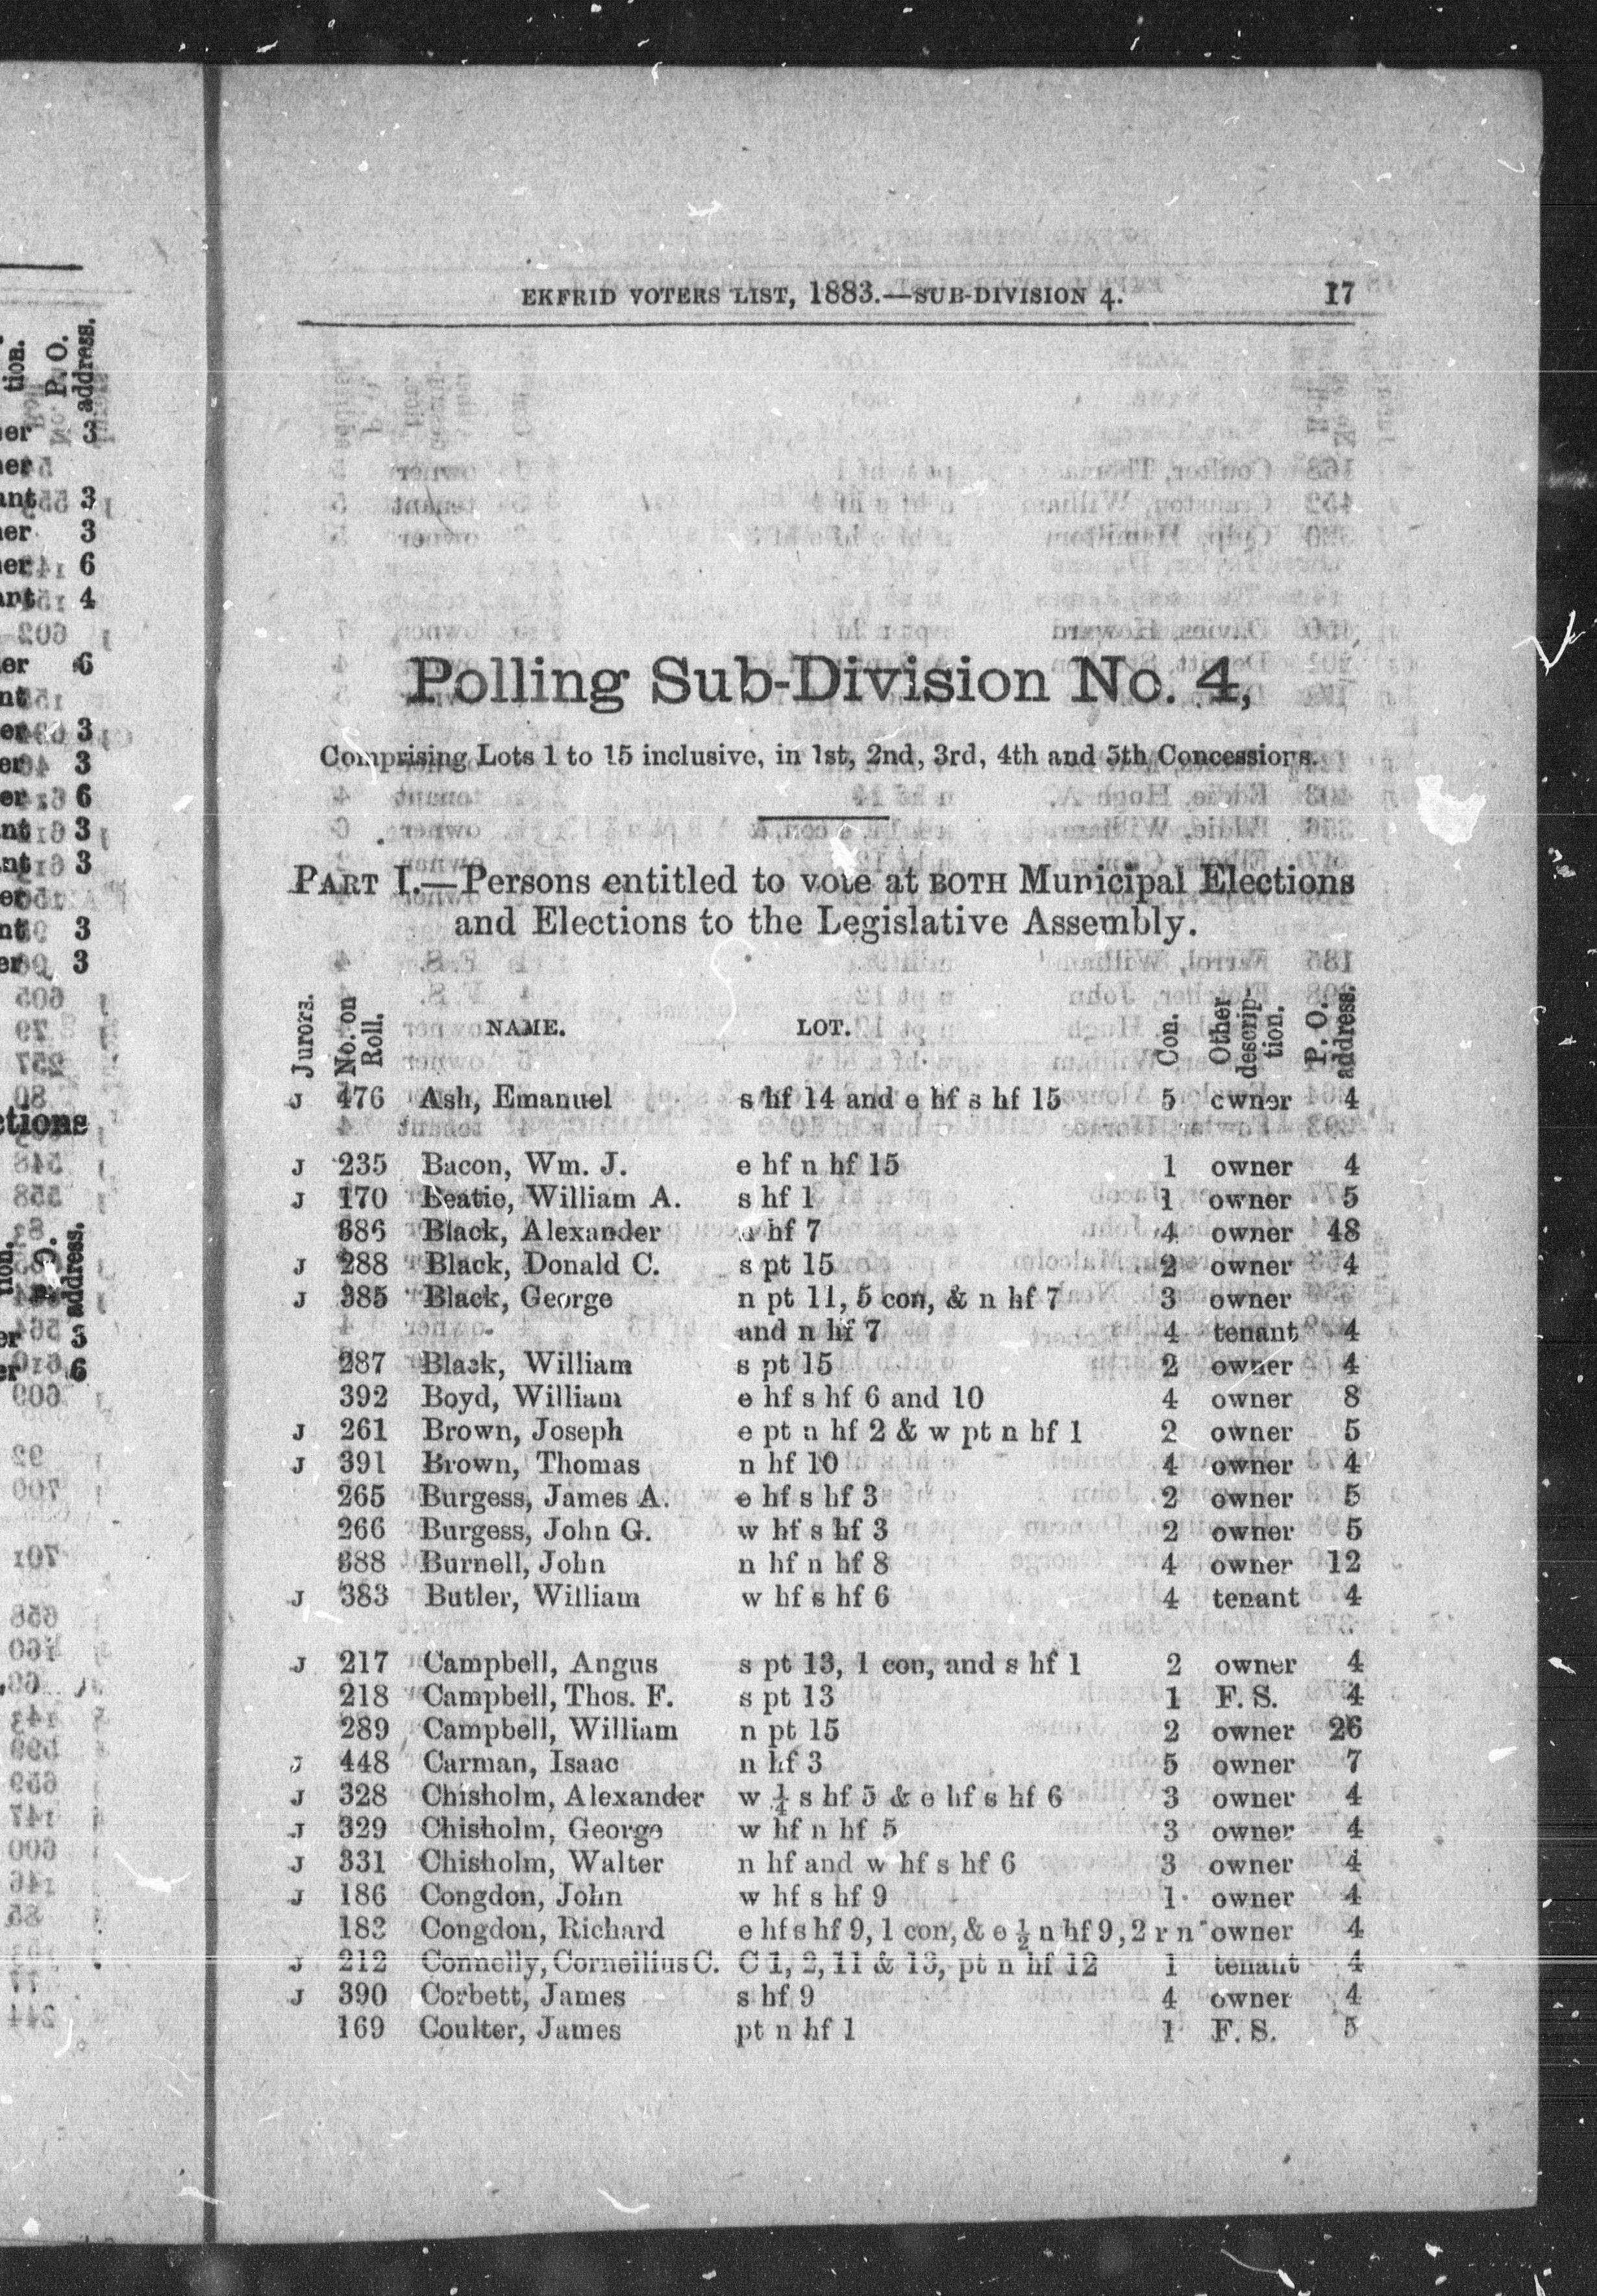 EKFRID VOTERS LIST, 1883.—SUB-DIVISION 4. 17
Polling Sub-Division No. 4,
Comprising Lots 1 to 15 inclusive, in 1st, 2nd, 3rd, 4th and 5th Concessions.
PART I.—Persons entitled to vote at BOTH Municipal Elections
and Elections to the Legislative Assembly.
Jurors. No. on Roll. NAME. LOT. Con. Other descrip-tion. P. O. address.
J 476 Ash, Emanuel s hf 14 and e hf s hf 15 5 owner 4
J 235 Bacon, Wm. J. e hf n hf 15 1 owner 4
J 170 Beatie, William A. s hf 1 1 owner 5
386 Black, Alexander hf 7 4 owner 48
J 288 Black, Donald C. s pt 15 2 owner 4
J 385 Black, George n pt 11, 5 con, & n hf 7 3 owner
and n hf 7 4 tenant 4
287 Black, William s pt 15 2 owner 4
392 Boyd, William e hf s hf 6 and 10 4 owner 8
J 261 Brown, Joseph e pt n hf 2 & w pt n hf 1 2 owner 5
J 391 Brown, Thomas n hf 10 4 owner 4
265 Burgess, James A. e hf s hf 3 2 owner 5
266 Burgess, John G. w hf s hf 3 2 owner 5
388 Burnell, John n hf n hf 8 4 owner 12
J 383 Butler, William w hf s hf 6 4 tenant 4
J 217 Campbell, Angus s pt 13, 1 con, and s hf 1 2 owner 4
218 Campbell, Thos. F. s pt 13 1 F. S. 4
289 Campbell, William n pt 15 2 owner 26
J 448 Carman, Isaac n hf 3 5 owner 7
J 328 Chisholm, Alexander w ¼ s hf 5 & e hf s hf 6 3 owner 4
J 329 Chisholm, George w hf n hf 5 3 owner 4
J 331 Chisholm, Walter n hf and w hf s hf 6 3 owner 4
J 186 Congdon, John w hf s hf 9 1 owner 4
Congdon, Richard e hf s hf 9, 1 con, & e ½ n hf 9, 2 r n owner 4
J 212 Connelly, Corneilius C. C 1, 2, 11 & 13, pt n hf 12 1 tenant 4
J 390 Corbett, James s hf 9 4 owner 4
169 Coulter, James pt n hf 1 1 F. S. 5